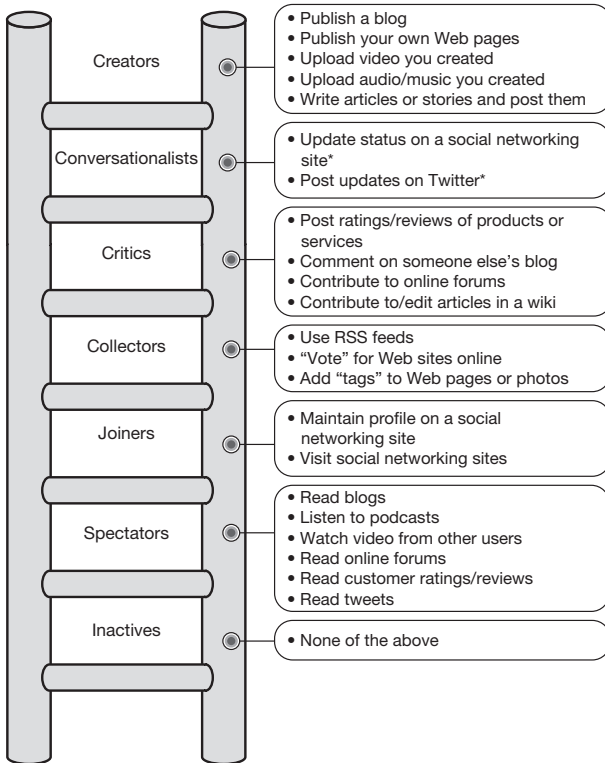 Creators
• Publish a blog
• Publish your own Web pages
• Upload video you created
• Upload audio/music you created
• Write articles or stories and post them
Conversationalists
• Update status on a social networking
site*
• Post updates on Twitter*
Critics
• Post ratings/reviews of products or
services
• Comment on someone else’s blog
• Contribute to online forums
• Contribute to/edit articles in a wiki
Collectors
• Use RSS feeds
• “Vote” for Web sites online
• Add “tags” to Web pages or photos
Joiners
• Maintain profile on a social
networking site
• Visit social networking sites
Spectators
• Read blogs
• Listen to podcasts
• Watch video from other users
• Read online forums
• Read customer ratings/reviews
• Read tweets
Inactives
• None of the above